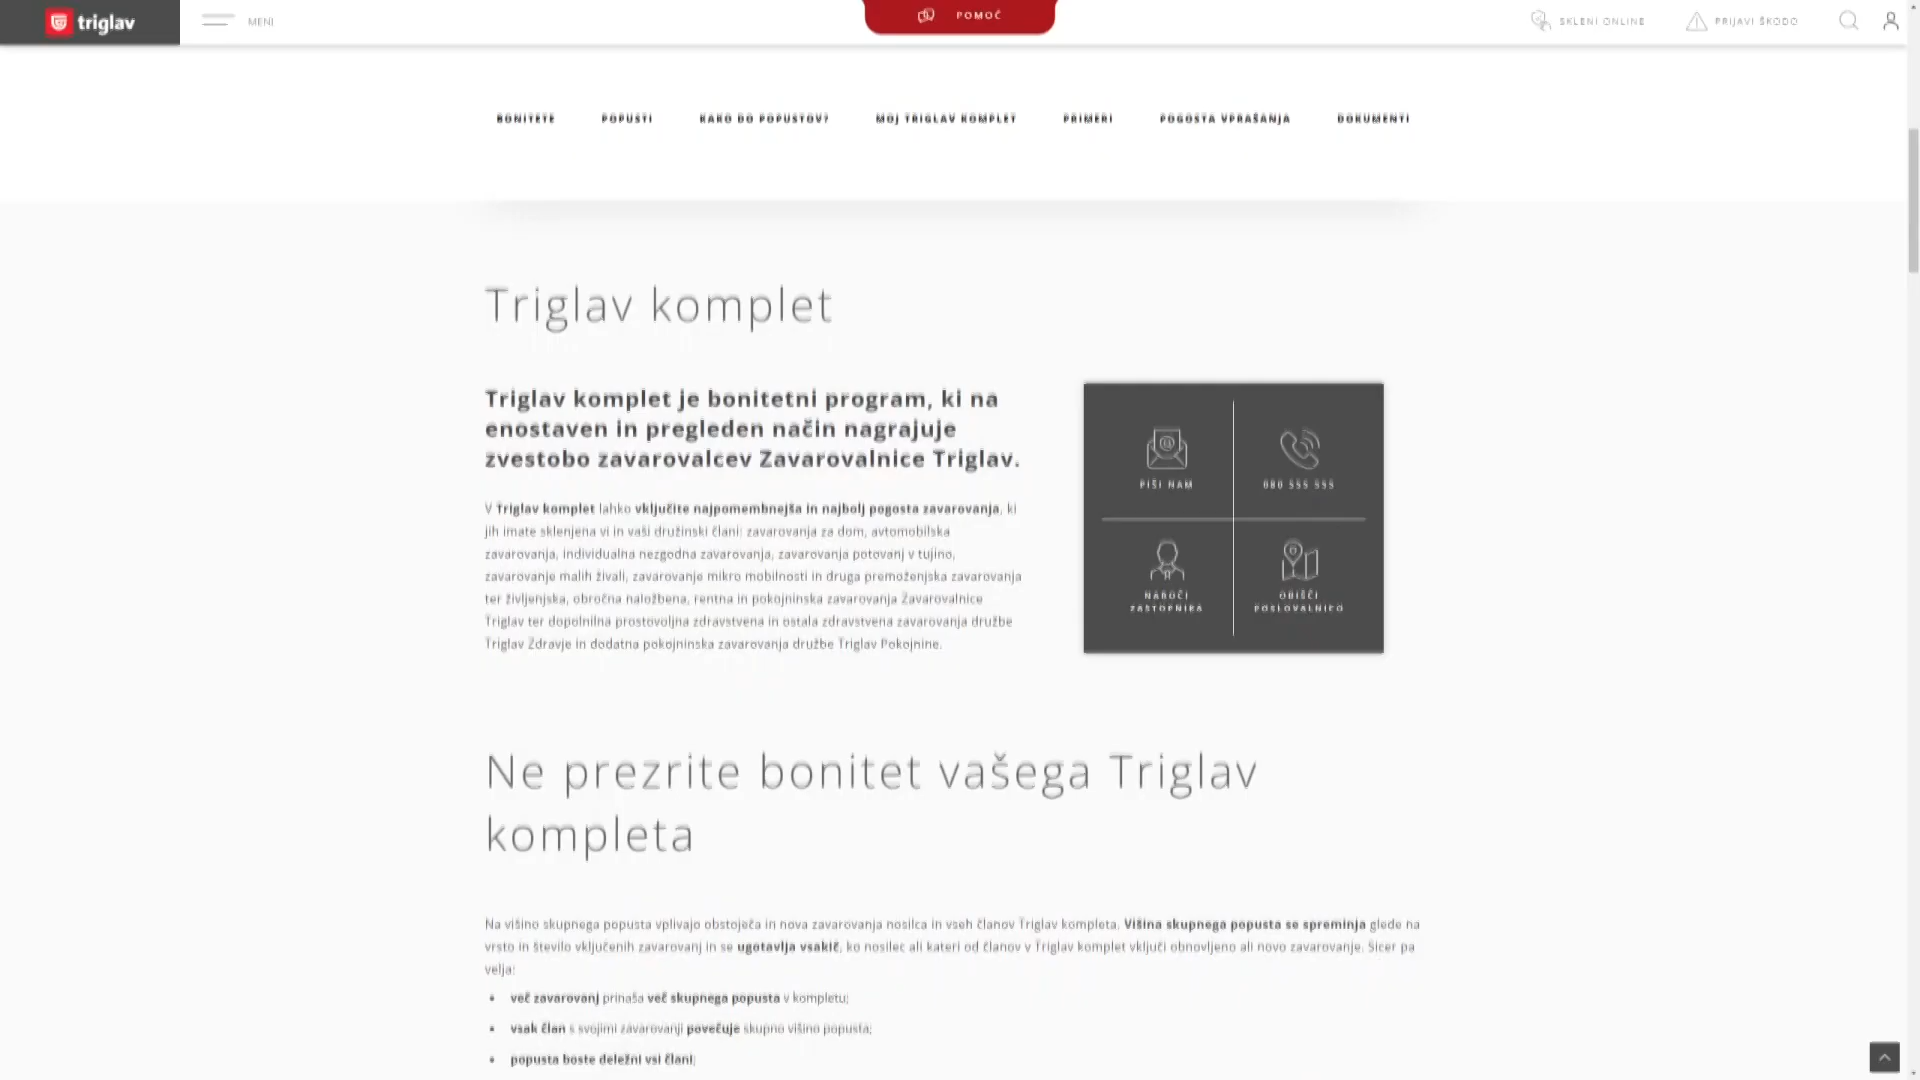 triglav
MENI
POMOČ
SKLENI ONLINE
PRIJAVI ŠKODO
BONITETE
POPUSTI
KAKO DO POPUSTOV?
MOJ TRIGLAV KOMPLET
PRIMERI
POGOSTA VPRAŠANJA
DOKUMENTI
Triglav komplet
Triglav komplet je bonitetni program, ki na
enostaven in pregleden način nagrajuje
zvestobo zavarovalcev Zavarovalnice Triglav.
V Triglav komplet lahko vključite najpomembnejša in najbolj pogosta zavarovanja, ki
jih imate sklenjena vi in vaši družinski člani: zavarovanja za dom, avtomobilska
zavarovanja, individualna nezgodna zavarovanja, zavarovanja potovanj v tujino,
zavarovanje malih živali, zavarovanje mikro mobilnosti in druga premoženjska zavarovanja
ter življenjska, obročna naložbena, rentna in pokojninska zavarovanja Zavarovalnice
Triglav ter dopolnilna prostovoljna zdravstvena in ostala zdravstvena zavarovanja družbe
Triglav Zdravje in dodatna pokojninska zavarovanja družbe Triglav Pokojnine.
PIŠI NAM
080 555 555
NAROČI
ZASTOPNIKA
OBIŠČI
POSLOVALNICO
Ne prezrite bonitet vašega Triglav
kompleta
Na višino skupnega popusta vplivajo obstoječa in nova zavarovanja nosilca in vseh članov Triglav kompleta. Višina skupnega popusta se spreminja glede na
vrsto in število vključenih zavarovanj in se ugotavlja vsakič, ko nosilec ali kateri od članov v Triglav komplet vključi obnovljeno ali novo zavarovanje. Sicer pa
velja:
• več zavarovanj prinaša več skupnega popusta v kompletu;
• vsak član s svojimi zavarovanji povečuje skupno višino popusta;
• popusta boste deležni vsi člani;